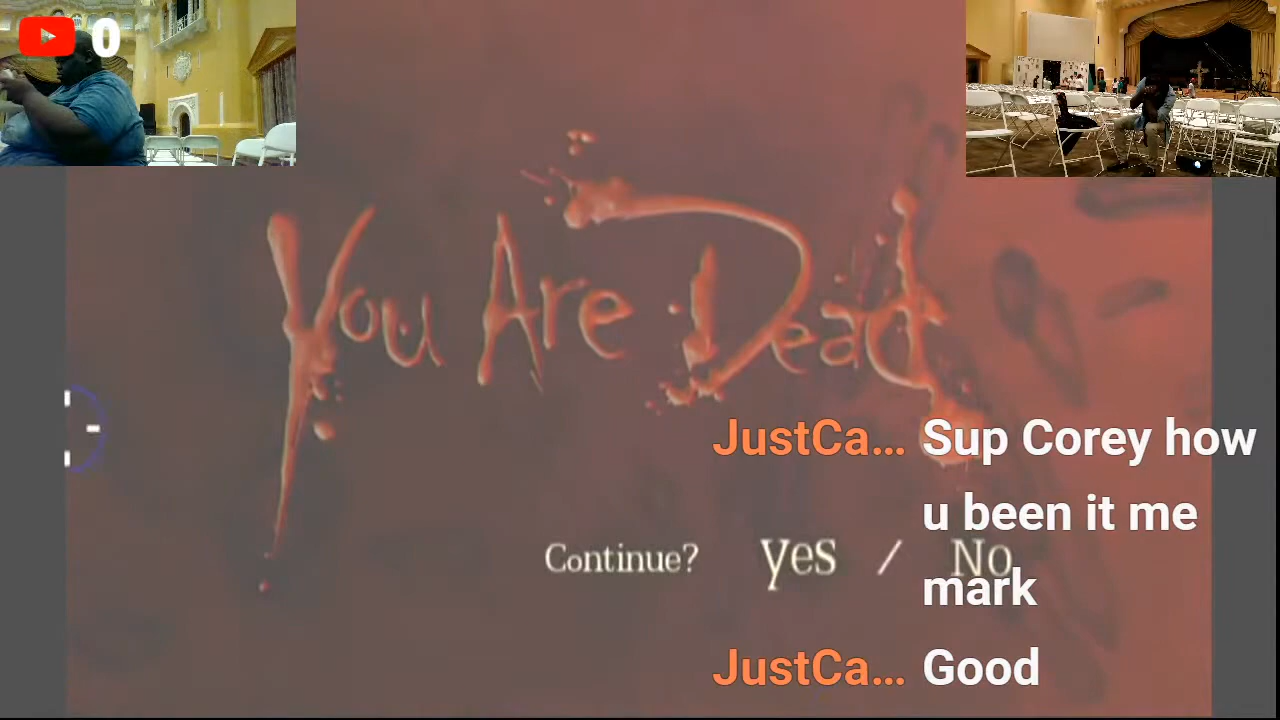 0
You Are Dead
JustCa... Sup Corey how
u been it me
Continue? yes / No
mark
JustCa... Good